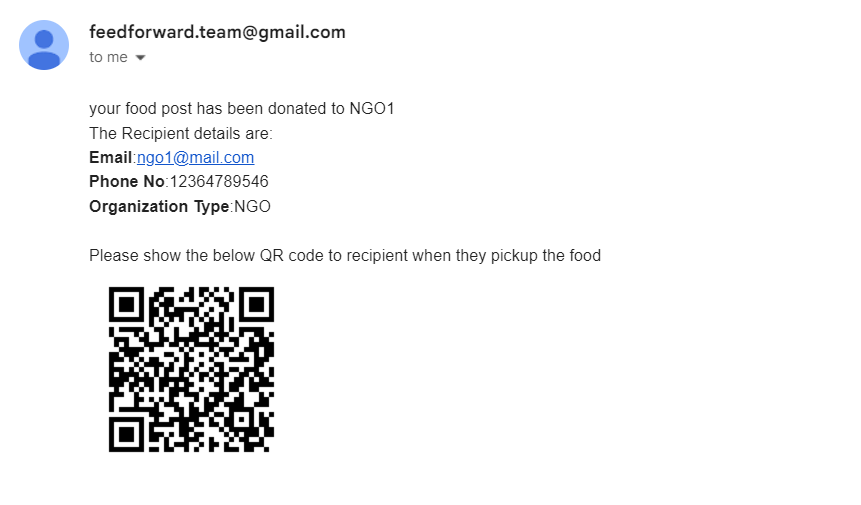 feedforward.team@gmail.com
to me
your food post has been donated to NGO1
The Recipient details are:
Email:ngo1@mail.com
Phone No:12364789546
Organization Type:NGO
Please show the below QR code to recipient when they pickup the food